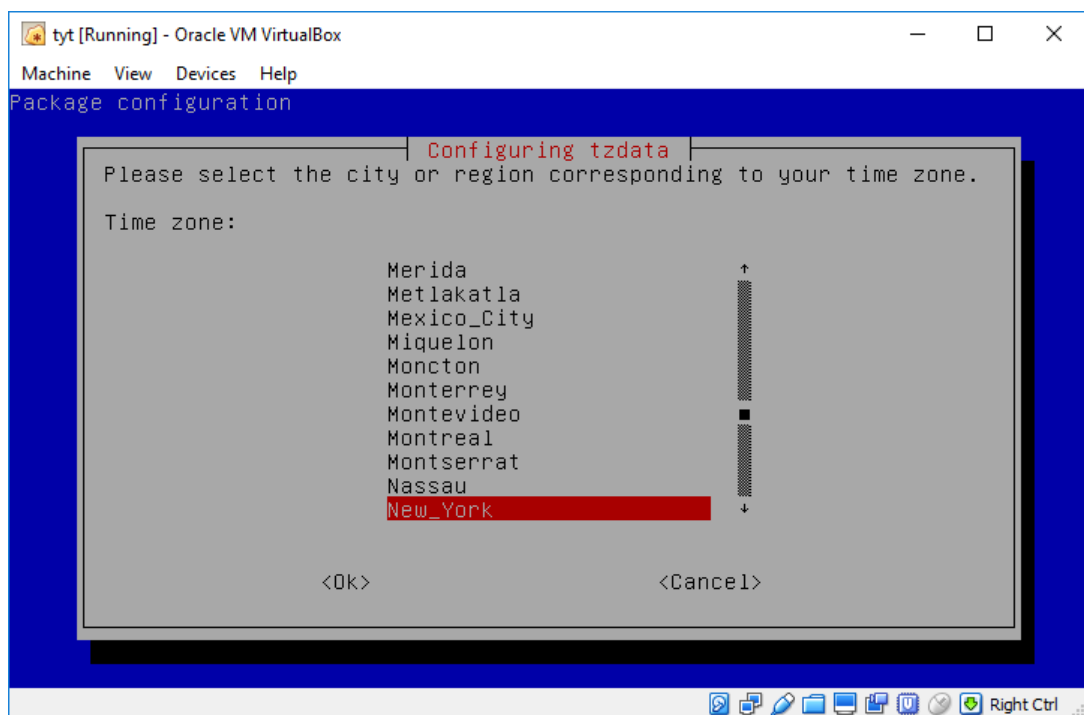 tyt [Running] - Oracle VM VirtualBox
Machine View Devices Help
Package configuration
Configuring tzdata
Please select the city or region corresponding to your time zone.
Time zone:
Merida
Metlakatla
Mexico_City
Miquelon
Moncton
Monterrey
Montevideo
Montreal
Montserrat
Nassau
New_York
<Ok> <Cancel>
Right Ctrl